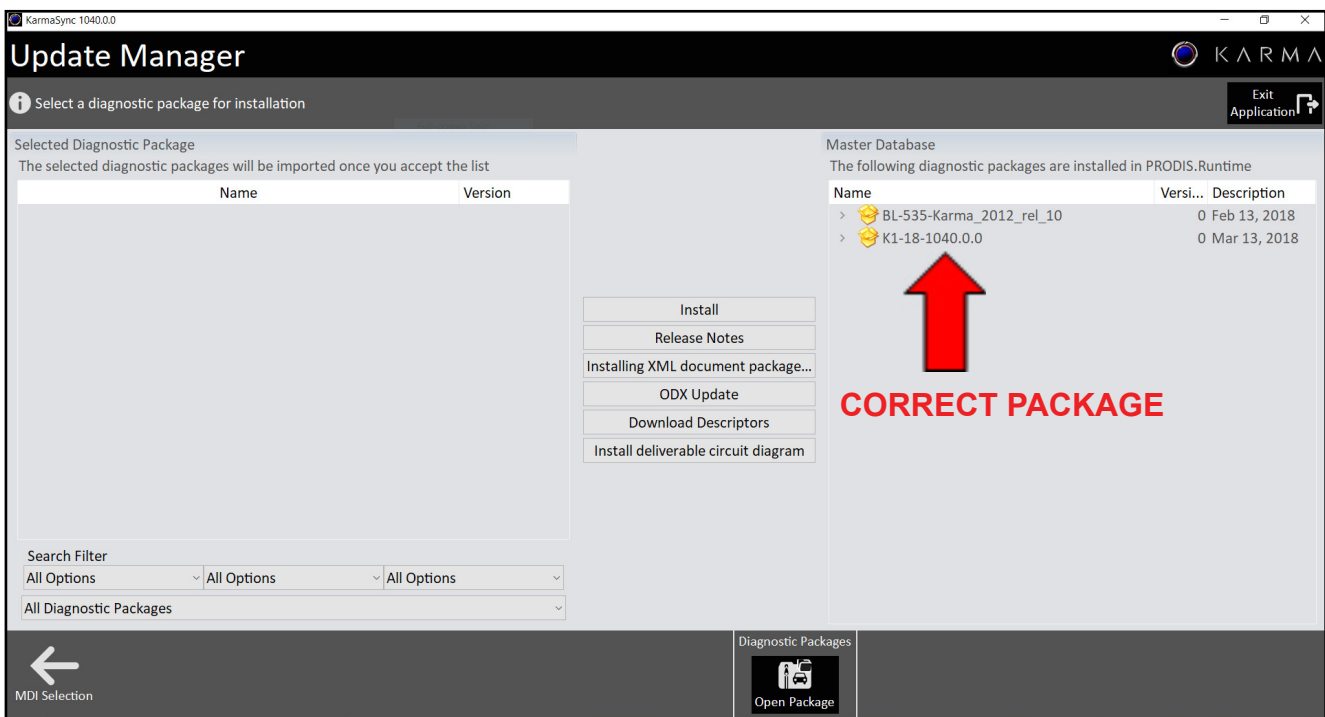 KarmaSync 1040.0.0
Update Manager
KARMA
Select a diagnostic package for installation
Exit
Application
Selected Diagnostic Package
The selected diagnostic packages will be imported once you accept the list
Name Version
Install
Release Notes
Installing XML document package...
ODX Update
Download Descriptors
Install deliverable circuit diagram
Master Database
The following diagnostic packages are installed in PRODIS.Runtime
Name Versi... Description
BL-535-Karma_2012_rel_10 0 Feb 13, 2018
K1-18-1040.0.0 0 Mar 13, 2018
CORRECT PACKAGE
Search Filter
All Options All Options All Options
All Diagnostic Packages
MDI Selection
Diagnostic Packages
Open Package